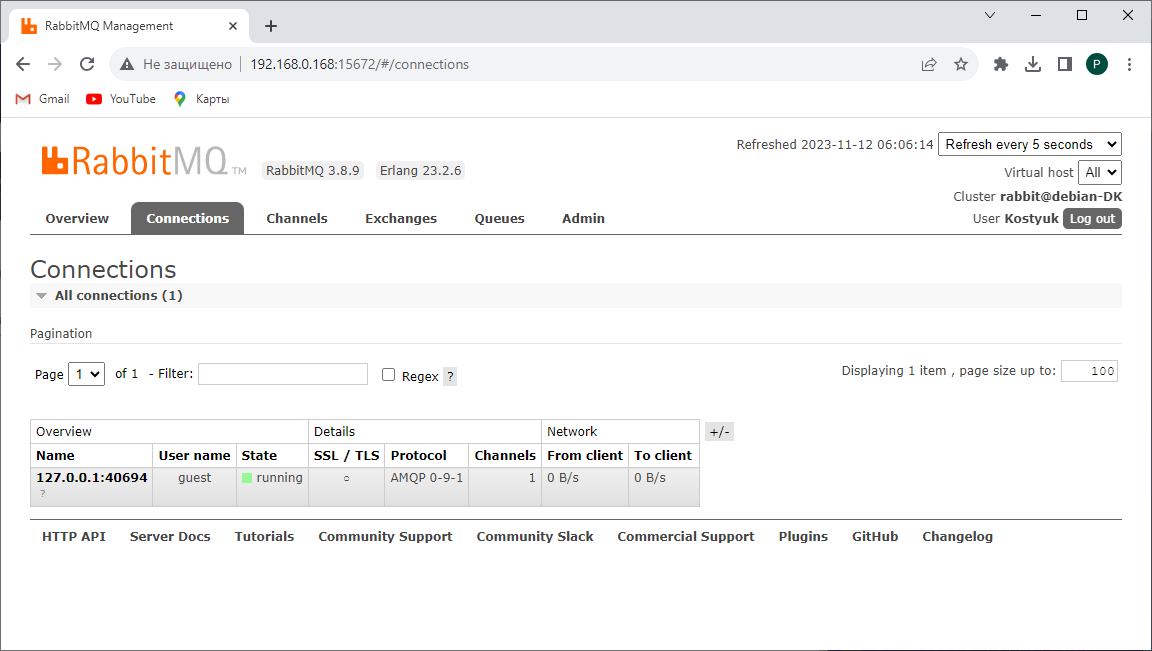 RabbitMQ Management
Не защищено 192.168.0.168:15672/#/connections
P
Gmail YouTube Карты
Refreshed 2023-11-12 06:06:14 Refresh every 5 seconds
RabbitMQ TM RabbitMQ 3.8.9 Erlang 23.2.6
Virtual host All
Cluster rabbit@debian-DK
User Kostyuk Log out
Overview Connections Channels Exchanges Queues Admin
Connections
All connections (1)
Pagination
Page 1 of 1 - Filter: Regex ? Displaying 1 item , page size up to: 100
Overview Details Network +/-
Name User name State SSL / TLS Protocol Channels From client To client
127.0.0.1:40694 guest running ○ AMQP 0-9-1 1 0 B/s 0 B/s
?
HTTP API Server Docs Tutorials Community Support Community Slack Commercial Support Plugins GitHub Changelog